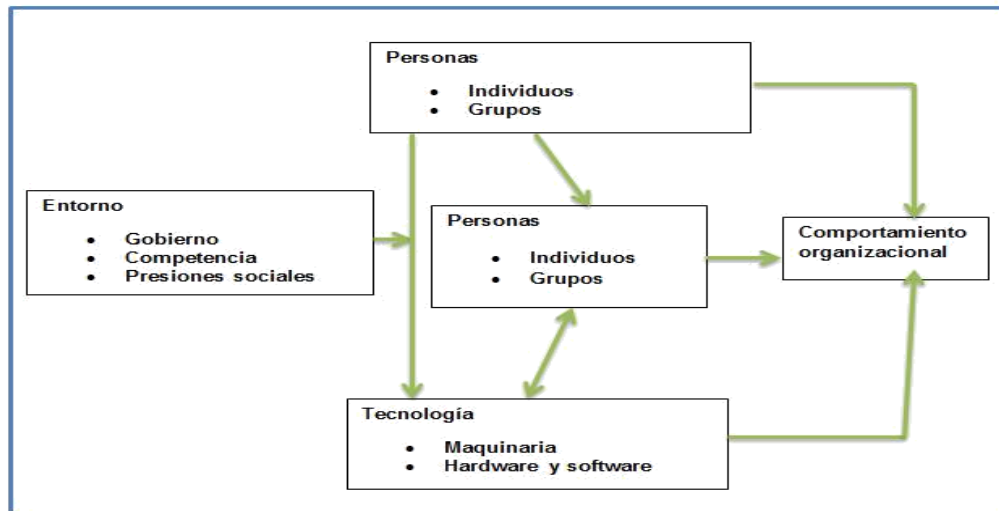 Personas
• Individuos
• Grupos
Entorno
• Gobierno
• Competencia
• Presiones sociales
Personas
• Individuos
• Grupos
Comportamiento
organizacional
Tecnología
• Maquinaria
• Hardware y software